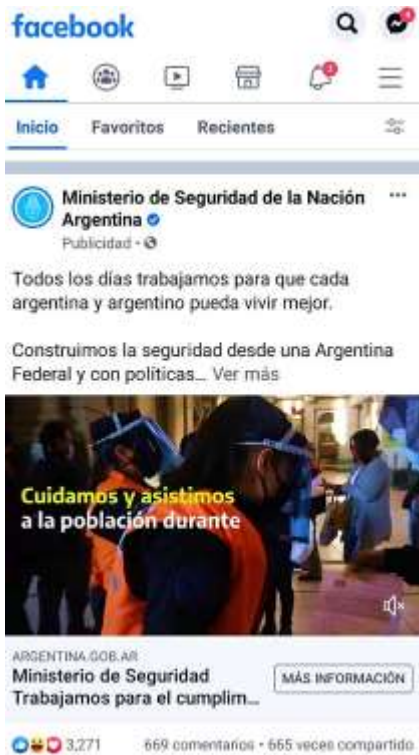 facebook
Inicio Favoritos Recientes
Ministerio de Seguridad de la Nación
Argentina
Publicidad
Todos los días trabajamos para que cada
argentina y argentino pueda vivir mejor.
Construimos la seguridad desde una Argentina
Federal y con políticas... Ver más
Cuidamos y asistimos
a la población durante
ARGENTINA.GOB.AR
Ministerio de Seguridad
Trabajamos para el cumplim...
MÁS INFORMACIÓN
3,271 669 comentarios • 665 veces compartido